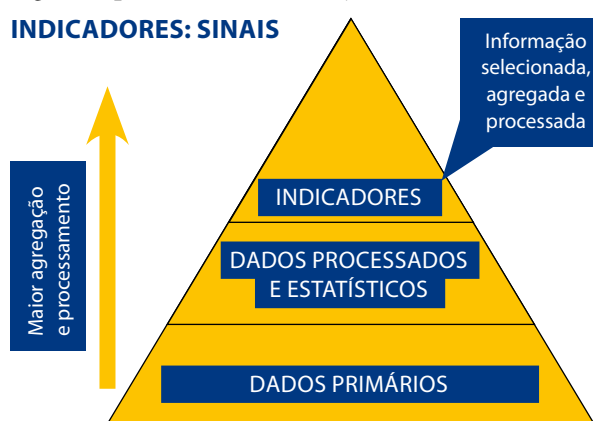 INDICADORES: SINAIS
Informação
selecionada,
agregada e
processada
Maior agregação
e processamento
INDICADORES
DADOS PROCESSADOS
E ESTATÍSTICOS
DADOS PRIMÁRIOS